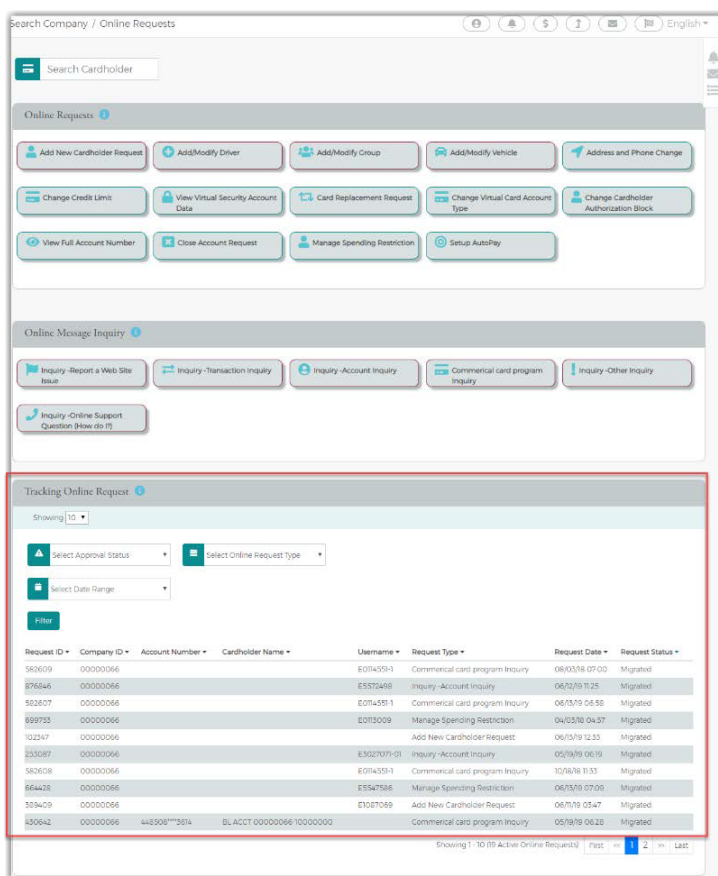 Search Company / Online Requests
English
Search Cardholder
Online Requests
Add New Cardholder Request
Add/Modify Driver
Add/Modify Group
Add/Modify Vehicle
Address and Phone Change
Change Credit Limit
View Virtual Security Account
Data
Card Replacement Request
Change Virtual Card Account
Type
Change Cardholder
Authorization Block
View Full Account Number
Close Account Request
Manage Spending Restriction
Setup AutoPay
Online Message Inquiry
Inquiry -Report a Web Site
Issue
Inquiry -Transaction Inquiry
Inquiry -Account Inquiry
Commerical card program
Inquiry
Inquiry -Other Inquiry
Inquiry -Online Support
Question (How do I?)
Tracking Online Request
Showing 10
Select Approval Status
Select Online Request Type
Select Date Range
Filter
Request ID Company ID Account Number Cardholder Name Username Request Type Request Date Request Status
582609 00000066 E0114551-1 Commerical card program Inquiry 08/03/18 07:00 Migrated
876846 00000066 E5572498 Inquiry -Account Inquiry 06/12/19 11:25 Migrated
582607 00000066 E0114551-1 Commerical card program Inquiry 06/13/19 06:58 Migrated
699753 00000066 E0113009 Manage Spending Restriction 04/03/18 04:57 Migrated
102347 00000066 Add New Cardholder Request 06/13/19 12:33 Migrated
233087 00000066 E3027071-01 Inquiry -Account Inquiry 05/19/19 06:19 Migrated
582608 00000066 E0114551-1 Commerical card program Inquiry 10/18/18 11:33 Migrated
664428 00000066 E5547586 Manage Spending Restriction 06/13/19 07:09 Migrated
389409 00000066 E1087069 Add New Cardholder Request 06/11/19 03:47 Migrated
430642 00000066 448508****3614 BL ACCT 00000066-10000000 Commerical card program Inquiry 05/19/19 06:28 Migrated
Showing 1 - 10 (19 Active Online Requests) First << 1 2 >> Last